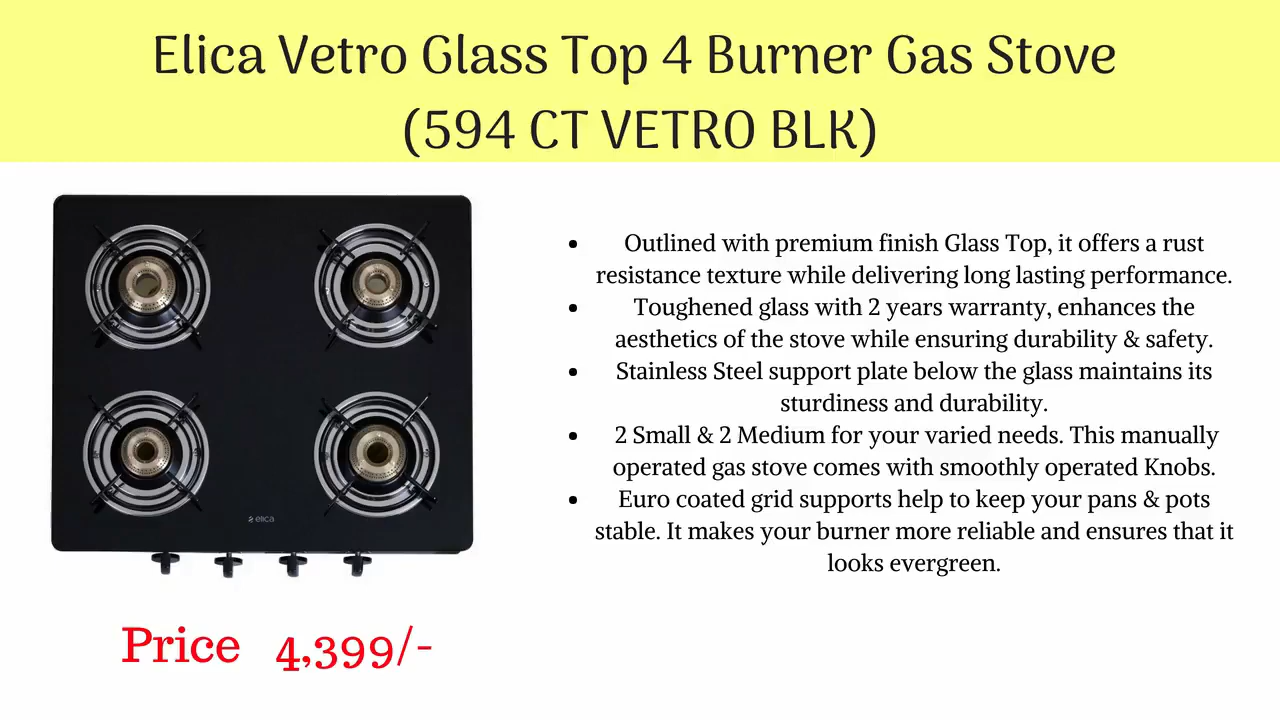 Elica Vetro Glass Top 4 Burner Gas Stove
(594 CT VETRO BLK)
• Outlined with premium finish Glass Top, it offers a rust
resistance texture while delivering long lasting performance.
• Toughened glass with 2 years warranty, enhances the
aesthetics of the stove while ensuring durability & safety.
• Stainless Steel support plate below the glass maintains its
sturdiness and durability.
• 2 Small & 2 Medium for your varied needs. This manually
operated gas stove comes with smoothly operated Knobs.
• Euro coated grid supports help to keep your pans & pots
stable. It makes your burner more reliable and ensures that it
looks evergreen.
elica
Price 4,399/-